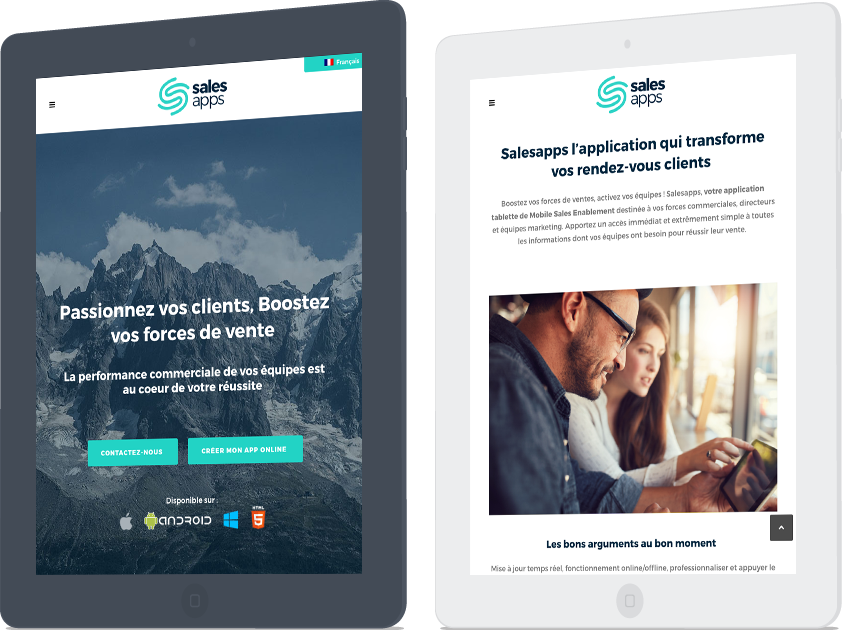 Français
sales
apps
Passionnez vos clients, Boostez
vos forces de vente
La performance commerciale de vos équipes est
au coeur de votre réussite
CONTACTEZ-NOUS
CRÉER MON APP ONLINE
Disponible sur :
ANDROID
HTML
5
sales
apps
Salesapps l'application qui transforme
vos rendez-vous clients
Boostez vos forces de ventes, activez vos équipes ! Salesapps, votre application
tablette de Mobile Sales Enablement destinée à vos forces commerciales, directeurs
et équipes marketing. Apportez un accès immédiat et extrêmement simple à toutes
les informations dont vos équipes ont besoin pour réussir leur vente.
Les bons arguments au bon moment
Mise à jour temps réel, fonctionnement online/offline, professionnaliser et appuyer le